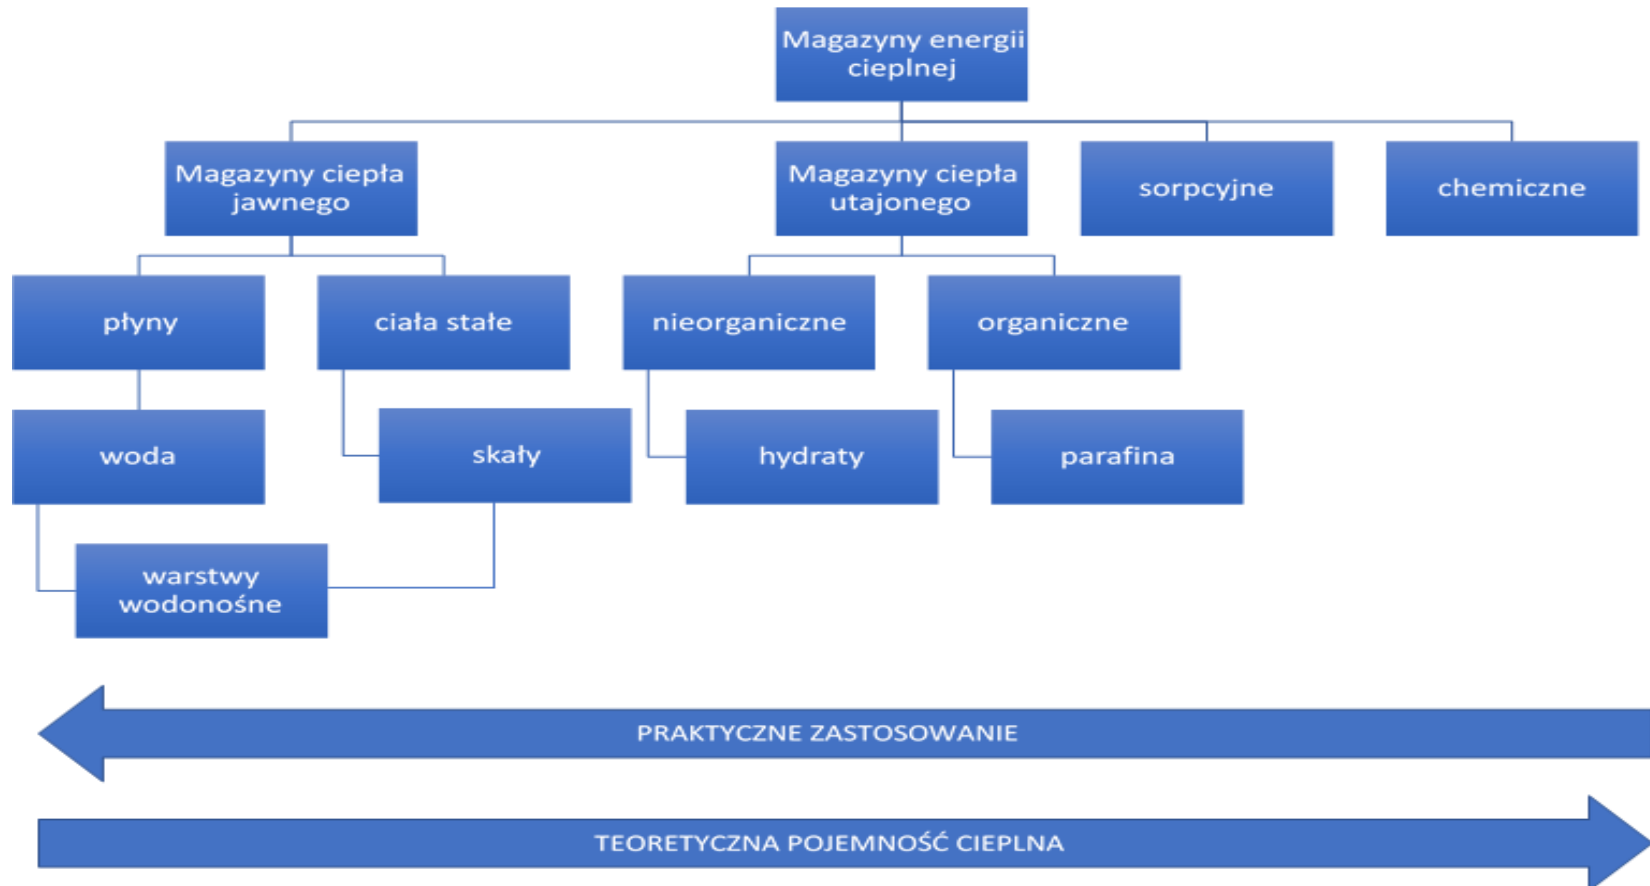 Magazyny energii
cieplnej
Magazyny ciepła
jawnego
Magazyny ciepła
utajonego
sorpcyjne
chemiczne
płyny
ciała stałe
nieorganiczne
organiczne
woda
skały
hydraty
parafina
warstwy
wodonośne
PRAKTYCZNE ZASTOSOWANIE
TEORETYCZNA POJEMNOŚĆ CIEPLNA